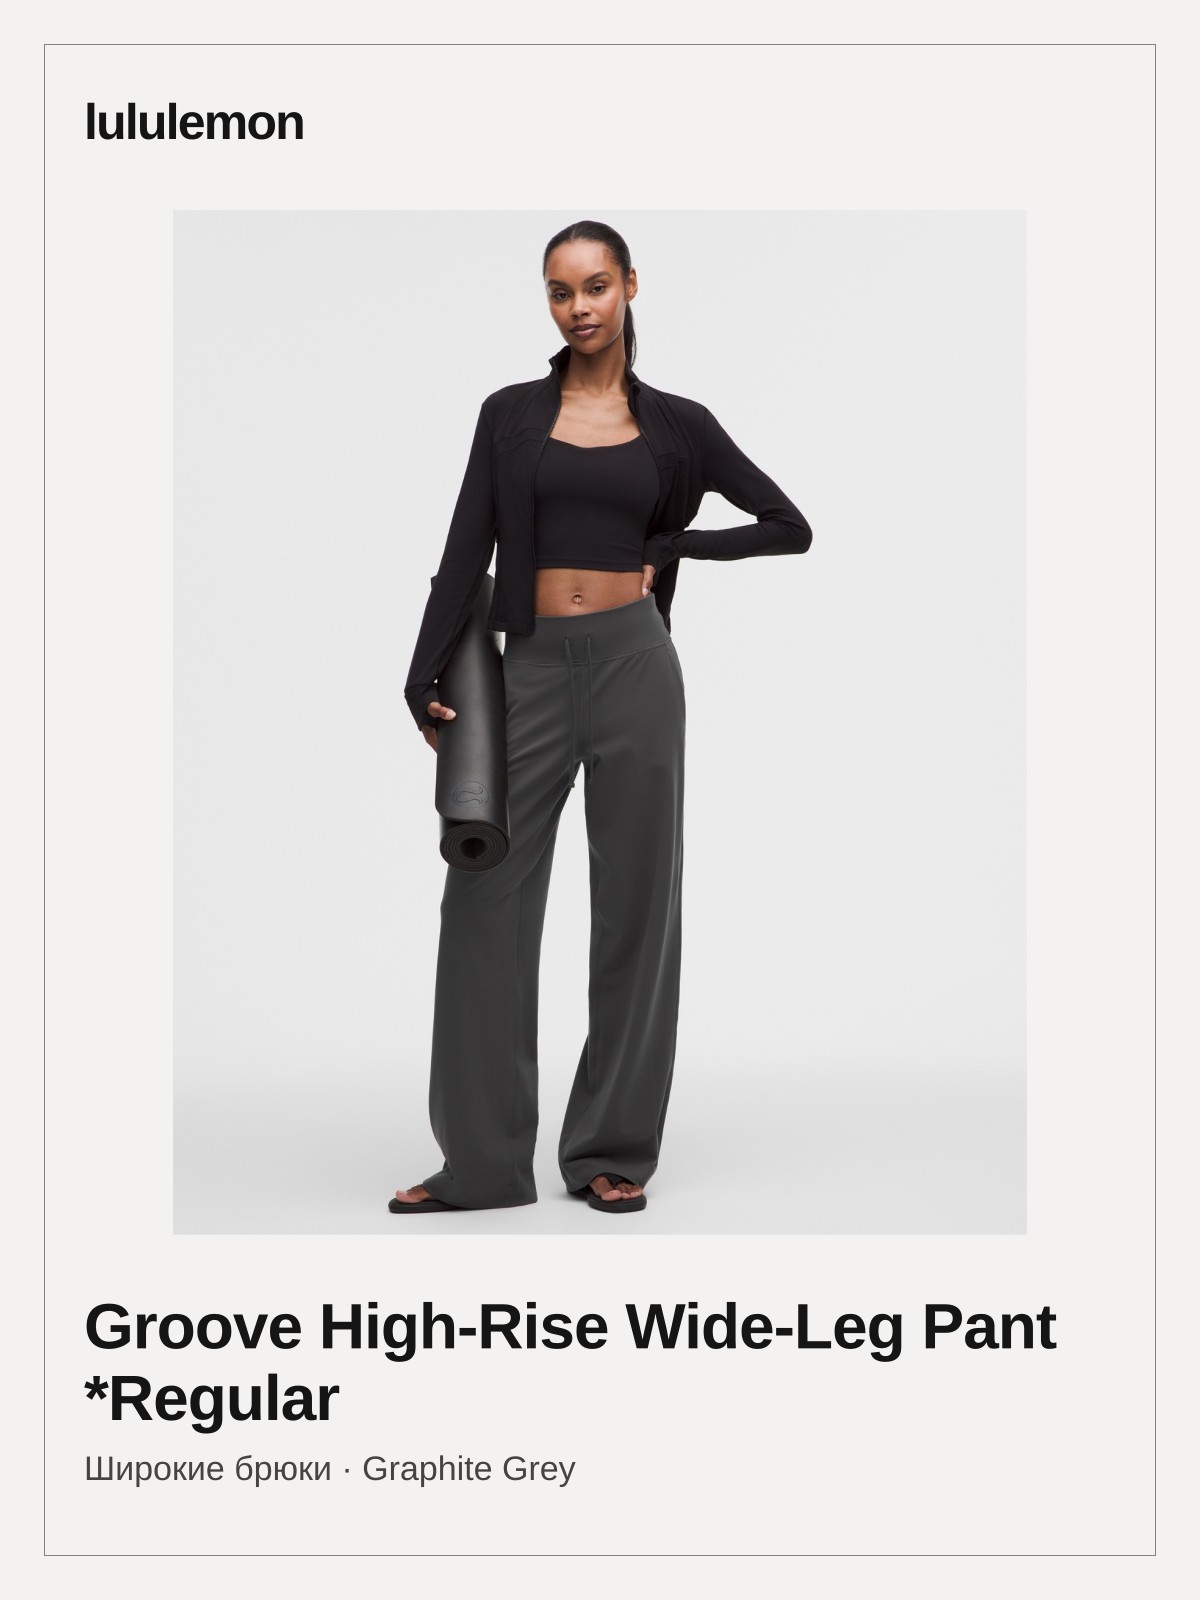 lululemon
Groove High-Rise Wide-Leg Pant
*Regular
Широкие брюки · Graphite Grey